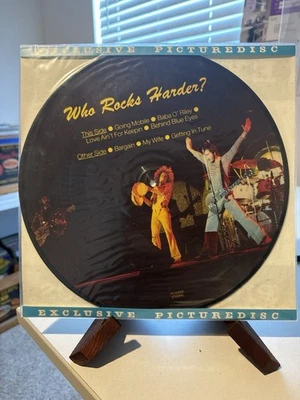 EXCLUSIVE PICTUREDISC
Who Rocks Harder?
This Side ● Going Mobile ● Baba O' Riley ●
Love Ain't For Keepin ● Behind Blue Eyes
Other Side ● Bargain ● My Wife ● Getting in Tune
EXCLUSIVE PICTUREDISC